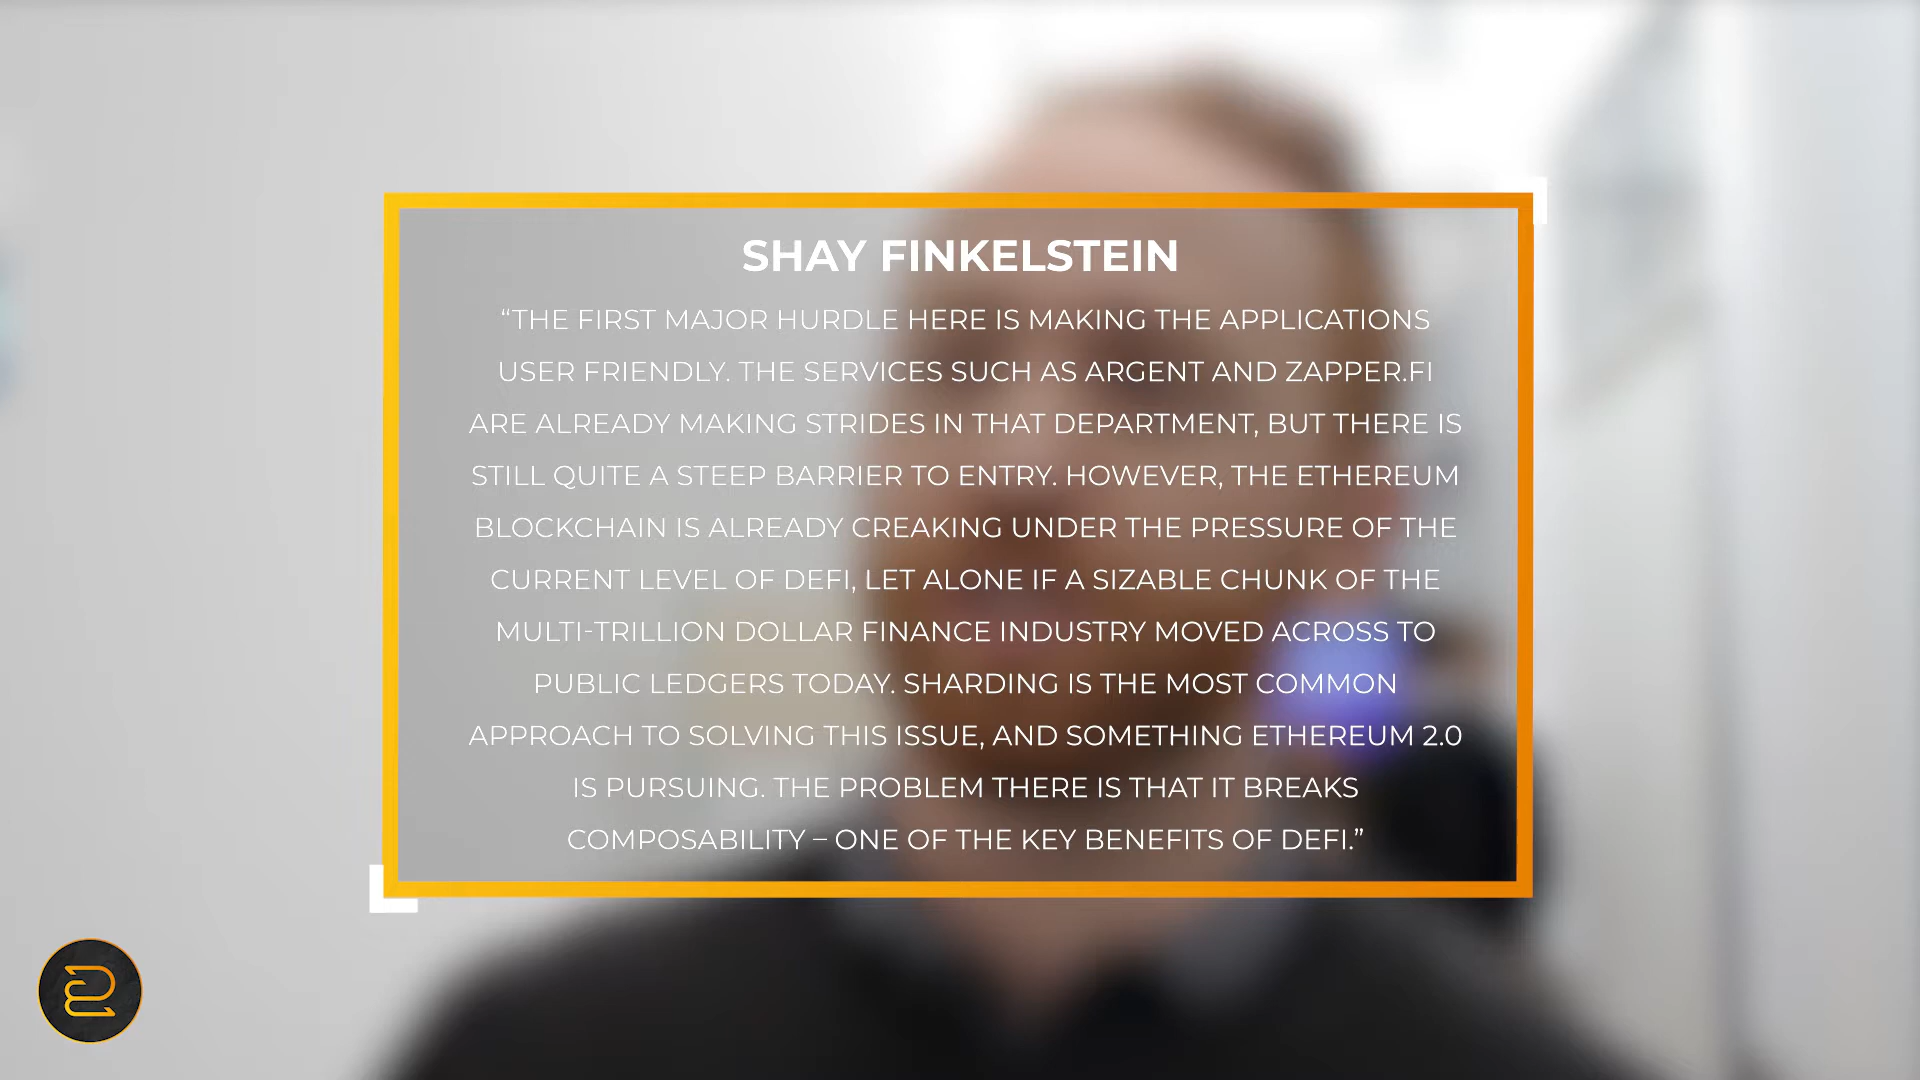 SHAY FINKELSTEIN
“THE FIRST MAJOR HURDLE HERE IS MAKING THE APPLICATIONS
USER FRIENDLY. THE SERVICES SUCH AS ARGENT AND ZAPPER.FI
ARE ALREADY MAKING STRIDES IN THAT DEPARTMENT, BUT THERE IS
STILL QUITE A STEEP BARRIER TO ENTRY. HOWEVER, THE ETHEREUM
BLOCKCHAIN IS ALREADY CREAKING UNDER THE PRESSURE OF THE
CURRENT LEVEL OF DEFI, LET ALONE IF A SIZABLE CHUNK OF THE
MULTI-TRILLION DOLLAR FINANCE INDUSTRY MOVED ACROSS TO
PUBLIC LEDGERS TODAY. SHARDING IS THE MOST COMMON
APPROACH TO SOLVING THIS ISSUE, AND SOMETHING ETHEREUM 2.0
IS PURSUING. THE PROBLEM THERE IS THAT IT BREAKS
COMPOSABILITY – ONE OF THE KEY BENEFITS OF DEFI.”